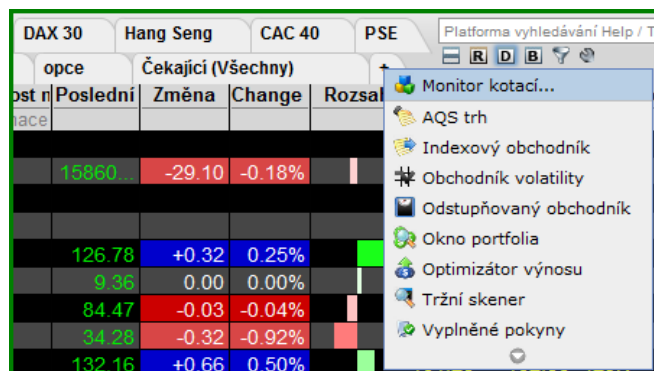 DAX 30 Hang Seng CAC 40 PSE Platforma vyhledávání Help / T
R D B
opce Čekající (Všechny) +
ost n Poslední Změna Change Rozsah
Monitor kotací...
AQS trh
15860... -29.10 -0.18%
Indexový obchodník
Obchodník volatility
Odstupňovaný obchodník
126.78 +0.32 0.25% Okno portfolia
9.36 0.00 0.00% Optimizátor výnosu
84.47 -0.03 -0.04% Tržní skener
34.28 -0.32 -0.92% Vyplněné pokyny
132.16 +0.66 0.50%